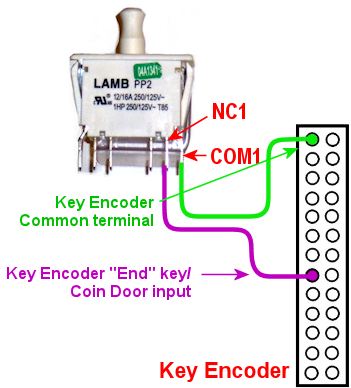 04A1341
LAMB PP2
12/16A 250/125V~
1HP 250/125V~ T85
NC1
COM1
Key Encoder
Common terminal
Key Encoder "End" key/
Coin Door input
Key Encoder